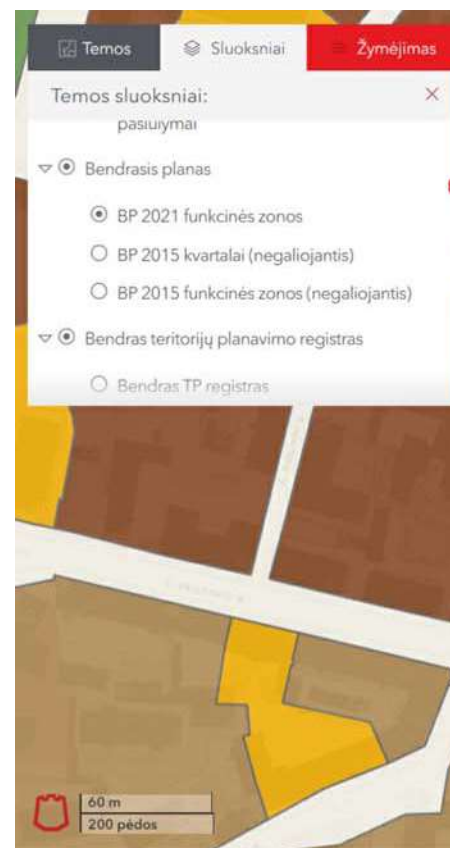 Temos
Sluoksniai
Žymėjimas
Temos sluoksniai:
pasiūlymai
Bendrasis planas
BP 2021 funkcinės zonos
BP 2015 kvartalai (negaliojantis)
BP 2015 funkcinės zonos (negaliojantis)
Bendras teritorijų planavimo registras
Bendras TP registras
60 m
200 pėdos